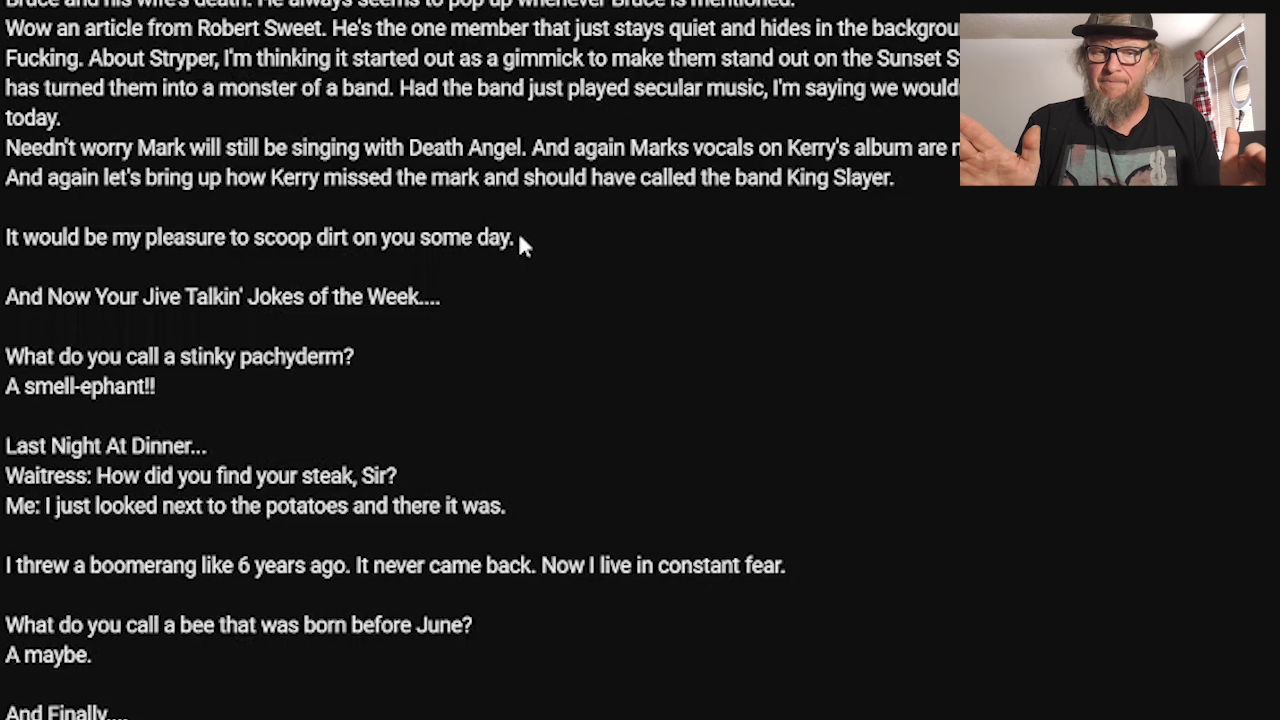 Bruce and his wife's death. He always seems to pop up whenever Bruce is mentioned.
Wow an article from Robert Sweet. He's the one member that just stays quiet and hides in the
Fucking. About Stryper, I'm thinking it started out as a gimmick to make them stand out on the Sunset
has turned them into a monster of a band. Had the band just played secular music, I'm saying we
today.
Needn't worry Mark will still be singing with Death Angel. And again Marks vocals on Kerry's album are
And again let's bring up how Kerry missed the mark and should have called the band King Slayer.
It would be my pleasure to scoop dirt on you some day.
And Now Your Jive Talkin' Jokes of the Week....
What do you call a stinky pachyderm?
A smell-ephant!!
Last Night At Dinner...
Waitress: How did you find your steak, Sir?
Me: I just looked next to the potatoes and there it was.
I threw a boomerang like 6 years ago. It never came back. Now I live in constant fear.
What do you call a bee that was born before June?
A maybe.
And Finally....